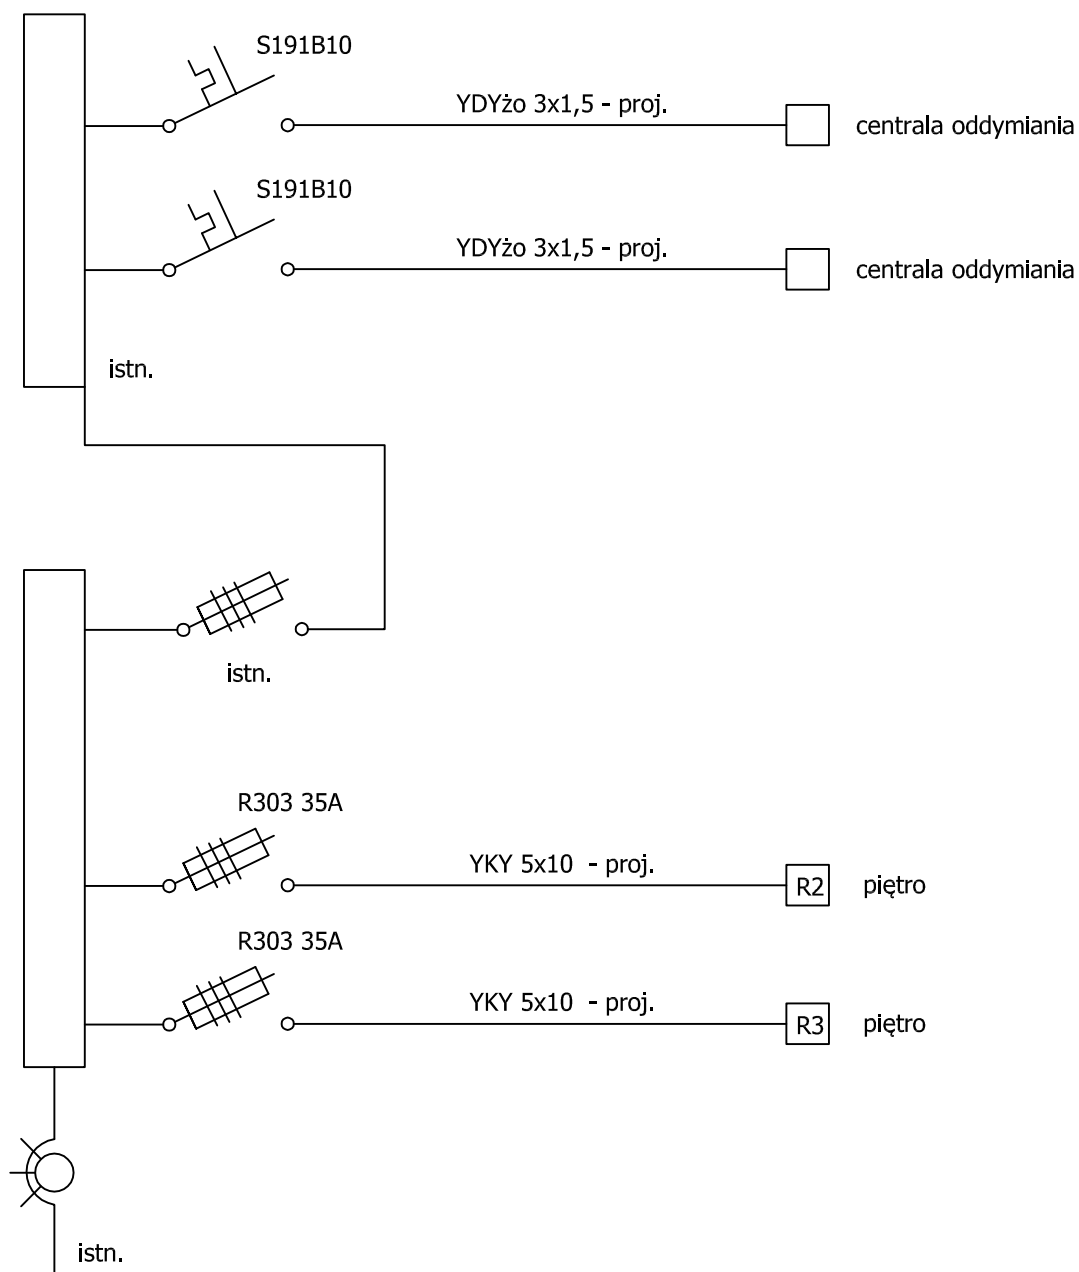 S191B10
YDYżo 3x1,5 - proj.
centrala oddymiania
S191B10
YDYżo 3x1,5 - proj.
centrala oddymiania
istn.
istn.
R303 35A
YKY 5x10 - proj.
R2
piętro
R303 35A
YKY 5x10 - proj.
R3
piętro
istn.